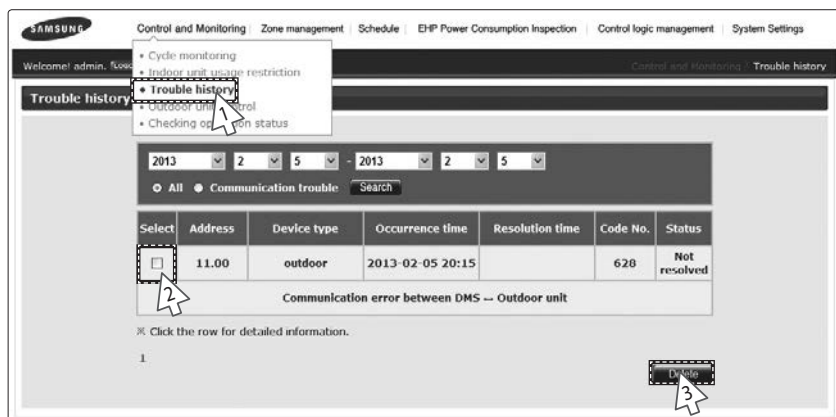 SAMSUNG Control and Monitoring Zone management Schedule EHP Power Consumption Inspection Control logic management System Settings
Welcome! admin. Control and Monitoring / Trouble history
• Cycle monitoring
• Indoor unit usage restriction
• Trouble history
Trouble history
• Checking operation status
1
2013 2 5 - 2013 2 5
All Communication trouble Search
Select Address Device type Occurrence time Resolution time Code No. Status
11.00 outdoor 2013-02-05 20:15 628 Not resolved
2
Communication error between DMS ↔ Outdoor unit
※ Click the row for detailed information.
1
Delete
3